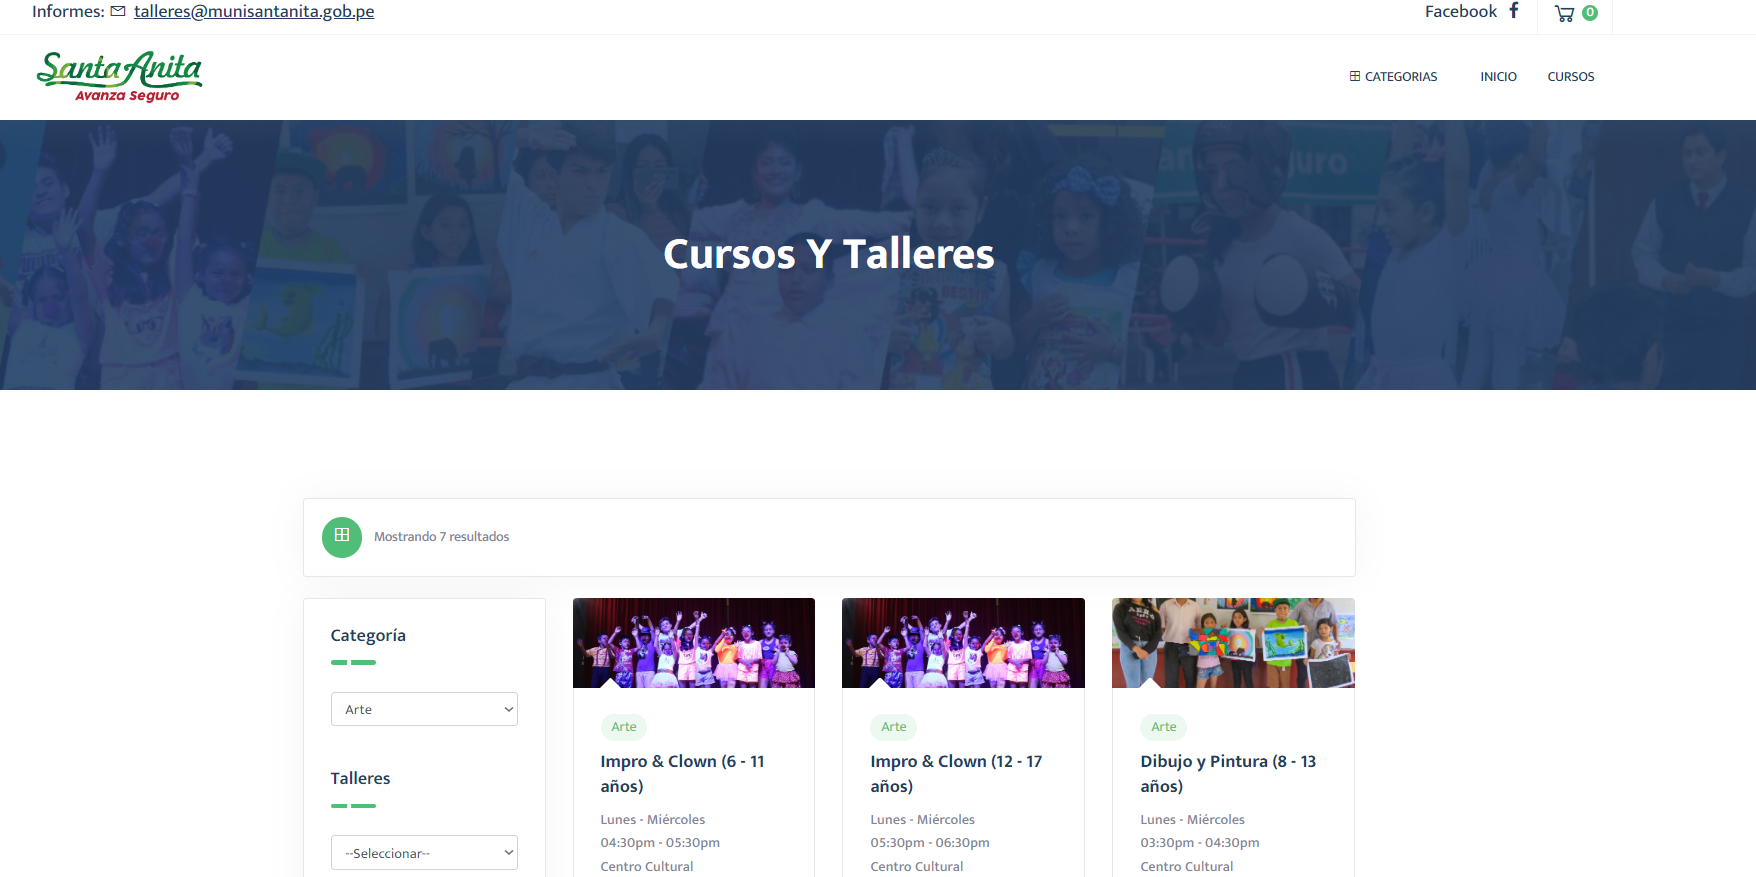 Informes: talleres@munisantanita.gob.pe
Facebook
0
Santa Anita
Avanza Seguro
CATEGORIAS
INICIO
CURSOS
Cursos Y Talleres
Mostrando 7 resultados
Categoría
Arte
Talleres
--Seleccionar--
Arte
Impro & Clown (6 - 11
años)
Lunes - Miércoles
04:30pm - 05:30pm
Centro Cultural
Arte
Impro & Clown (12 - 17
años)
Lunes - Miércoles
05:30pm - 06:30pm
Centro Cultural
Arte
Dibujo y Pintura (8 - 13
años)
Lunes - Miércoles
03:30pm - 04:30pm
Centro Cultural